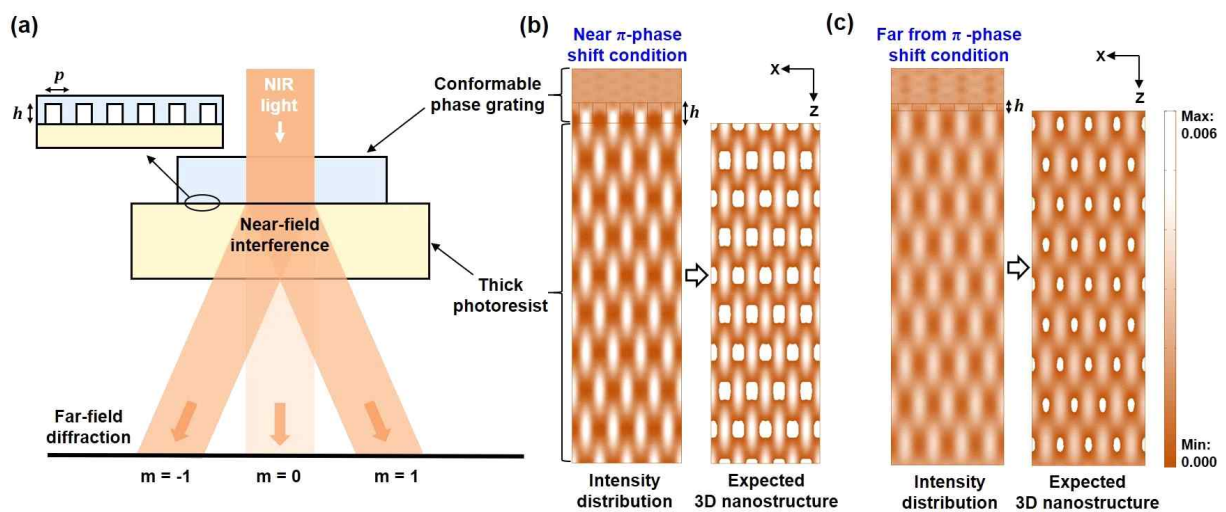 (a)
p
h
NIR
light
Conformable
phase grating
Near-field
interference
Thick
photoresist
Far-field
diffraction
m = -1
m = 0
m = 1
(b)
Near π-phase
shift condition
X
Z
h
Intensity
distribution
Expected
3D nanostructure
(c)
Far from π -phase
shift condition
X
Z
h
Max:
0.006
Min:
0.000
Intensity
distribution
Expected
3D nanostructure